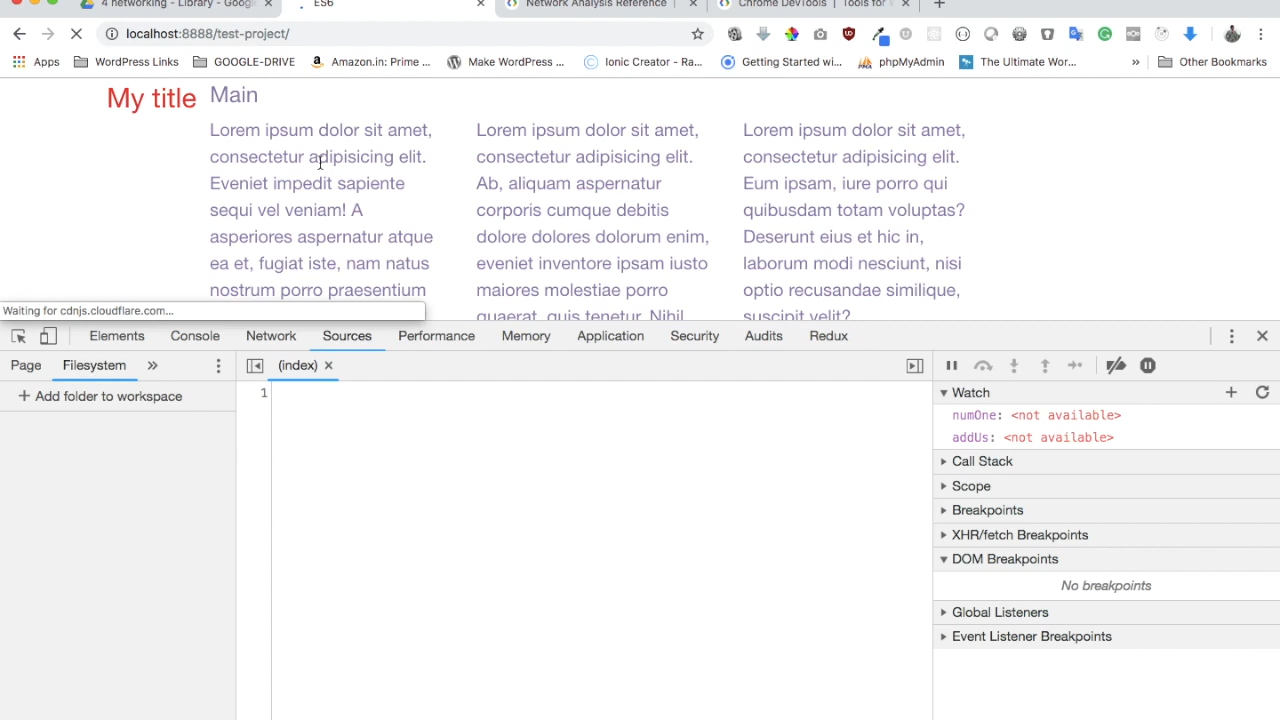 4 networking - Library - Google
ES6
Network Analysis Reference
Chrome DevTools | Tools for
localhost:8888/test-project/
Apps WordPress Links GOOGLE-DRIVE Amazon.in: Prime ... Make WordPress ... Ionic Creator - Ra... Getting Started wi... phpMyAdmin The Ultimate Wor... » Other Bookmarks
My title
Main
Lorem ipsum dolor sit amet,
consectetur adipisicing elit.
Eveniet impedit sapiente
sequi vel veniam! A
asperiores aspernatur atque
ea et, fugiat iste, nam natus
nostrum porro praesentium
Lorem ipsum dolor sit amet,
consectetur adipisicing elit.
Ab, aliquam aspernatur
corporis cumque debitis
dolore dolores dolorum enim,
eveniet inventore ipsam iusto
maiores molestiae porro
quaerat, quis tenetur. Nihil
Lorem ipsum dolor sit amet,
consectetur adipisicing elit.
Eum ipsam, iure porro qui
quibusdam totam voluptas?
Deserunt eius et hic in,
laborum modi nesciunt, nisi
optio recusandae similique,
suscipit velit?
Waiting for cdnjs.cloudflare.com...
Elements Console Network Sources Performance Memory Application Security Audits Redux
Page Filesystem »
(index)
+ Add folder to workspace
1
Watch
numOne: <not available>
addUs: <not available>
Call Stack
Scope
Breakpoints
XHR/fetch Breakpoints
DOM Breakpoints
No breakpoints
Global Listeners
Event Listener Breakpoints